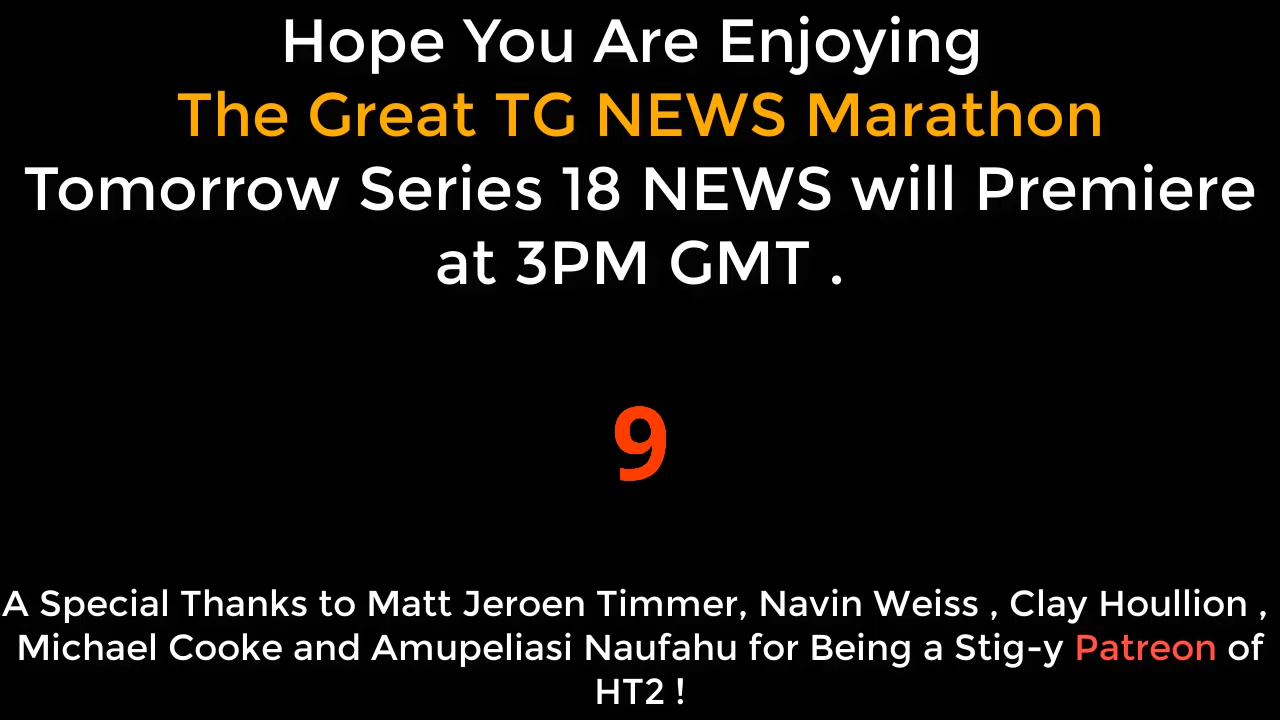 Hope You Are Enjoying
The Great TG NEWS Marathon
Tomorrow Series 18 NEWS will Premiere
at 3PM GMT .
9
A Special Thanks to Matt Jeroen Timmer, Navin Weiss , Clay Houllion ,
Michael Cooke and Amupeliasi Naufahu for Being a Stig-y Patreon of
HT2 !